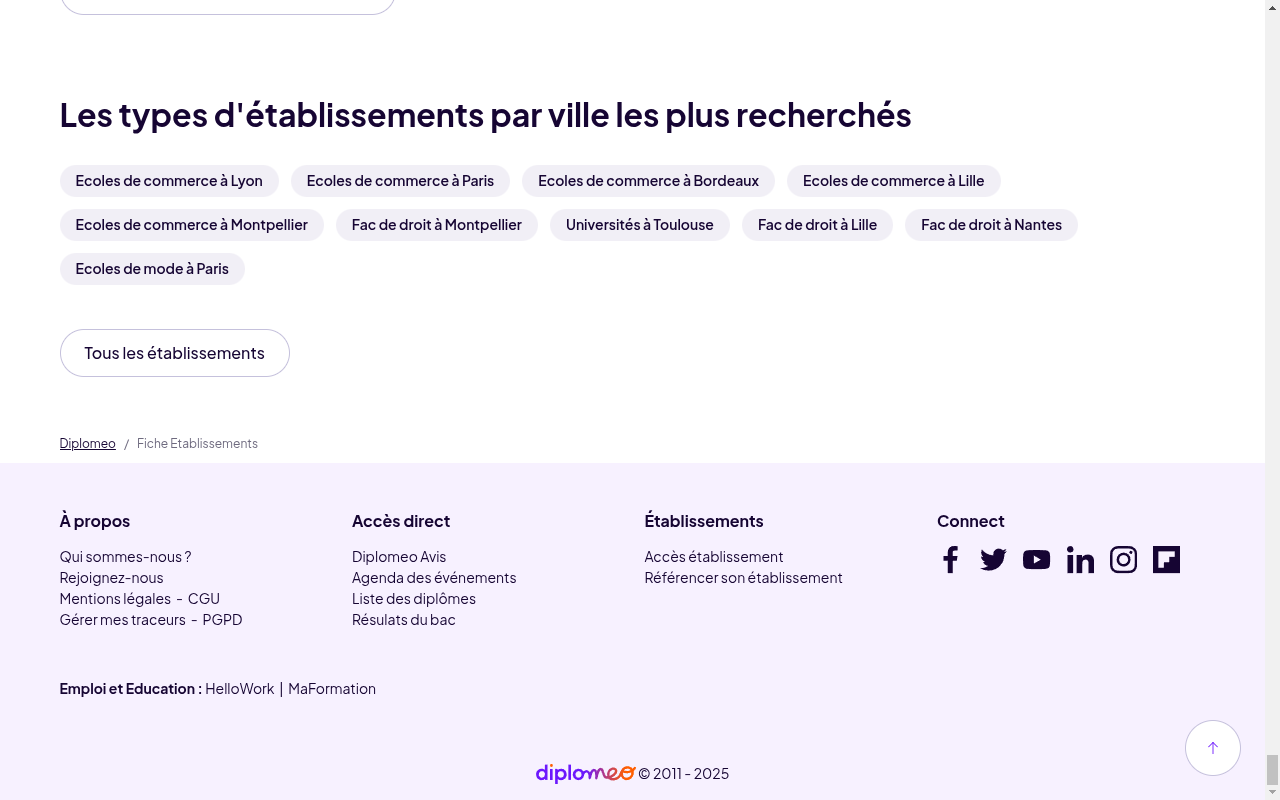 Les types d'établissements par ville les plus recherchés
Ecoles de commerce à Lyon
Ecoles de commerce à Paris
Ecoles de commerce à Bordeaux
Ecoles de commerce à Lille
Ecoles de commerce à Montpellier
Fac de droit à Montpellier
Universités à Toulouse
Fac de droit à Lille
Fac de droit à Nantes
Ecoles de mode à Paris
Tous les établissements
Diplomeo / Fiche Etablissements
À propos
Qui sommes-nous ?
Rejoignez-nous
Mentions légales - CGU
Gérer mes traceurs - PGPD
Accès direct
Diplomeo Avis
Agenda des événements
Liste des diplômes
Résulats du bac
Établissements
Accès établissement
Référencer son établissement
Connect
Emploi et Education : HelloWork | MaFormation
diplomeo © 2011 - 2025